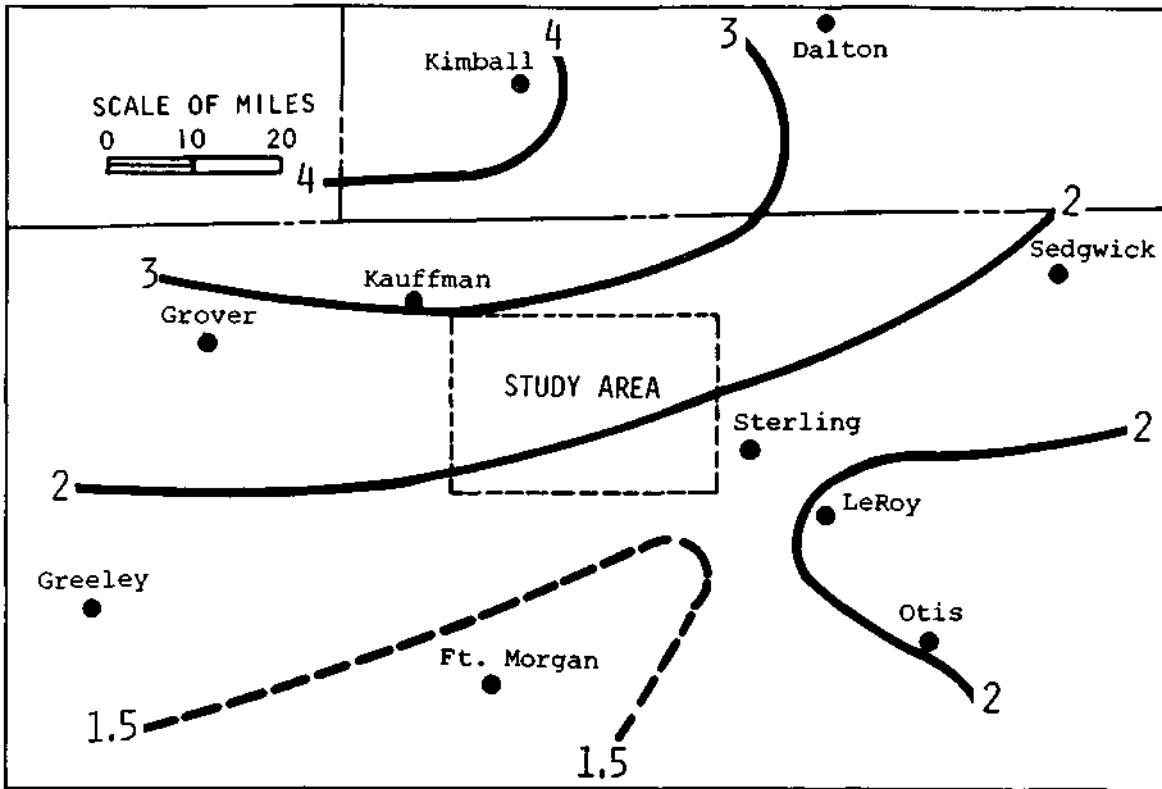 4
3
Dalton
Kimball
SCALE OF MILES
0 10 20
4
2
Sedgwick
3
Kauffman
Grover
STUDY AREA
Sterling
2
2
LeRoy
Greeley
Otis
Ft. Morgan
2
1.5
1.5